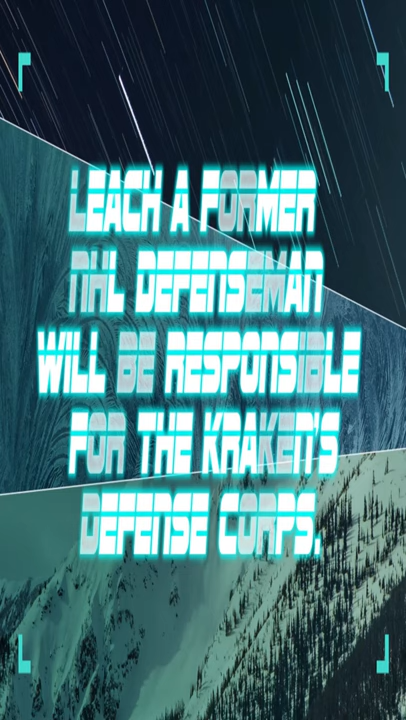 LEACH A FORMER
NHL DEFENSEMAN
WILL BE RESPONSIBLE
FOR THE KRAKEN'S
DEFENSE CORPS.